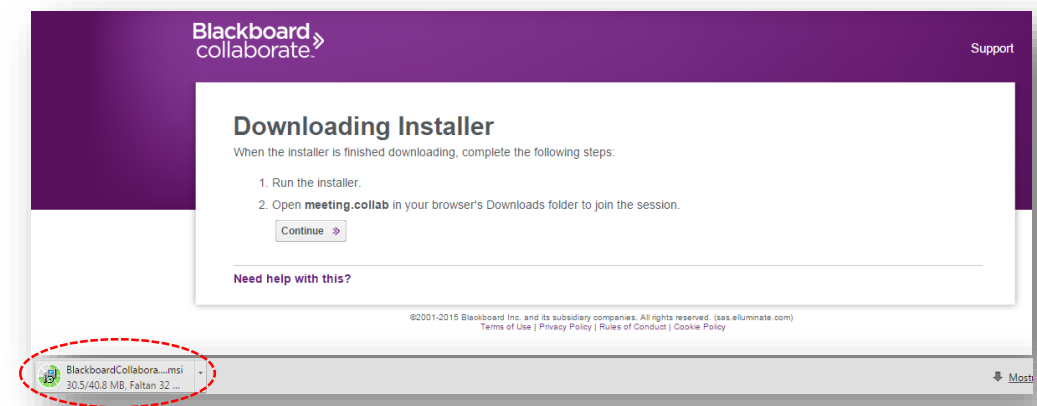 Blackboard
collaborate
Support
Downloading Installer
When the installer is finished downloading, complete the following steps:
1. Run the installer.
2. Open meeting.collab in your browser's Downloads folder to join the session.
Continue »
Need help with this?
©2001-2015 Blackboard Inc. and its subsidiary companies. All rights reserved. (sas.elluminate.com)
Terms of Use | Privacy Policy | Rules of Conduct | Cookie Policy
BlackboardCollabora....msi
30.5/40.8 MB, Faltan 32 ...